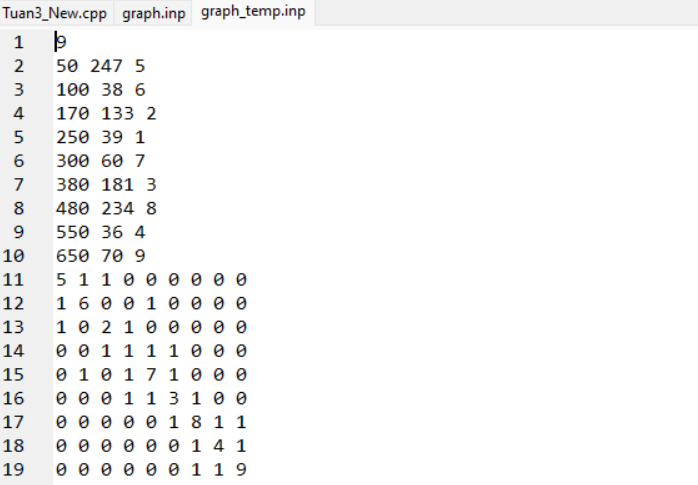 Tuan3_New.cpp graph.inp graph_temp.inp
1 9
2 50 247 5
3 100 38 6
4 170 133 2
5 250 39 1
6 300 60 7
7 380 181 3
8 480 234 8
9 550 36 4
10 650 70 9
11 5 1 1 0 0 0 0 0 0
12 1 6 0 0 1 0 0 0 0
13 1 0 2 1 0 0 0 0 0
14 0 0 1 1 1 1 0 0 0
15 0 1 0 1 7 1 0 0 0
16 0 0 0 1 1 3 1 0 0
17 0 0 0 0 0 1 8 1 1
18 0 0 0 0 0 0 1 4 1
19 0 0 0 0 0 0 1 1 9